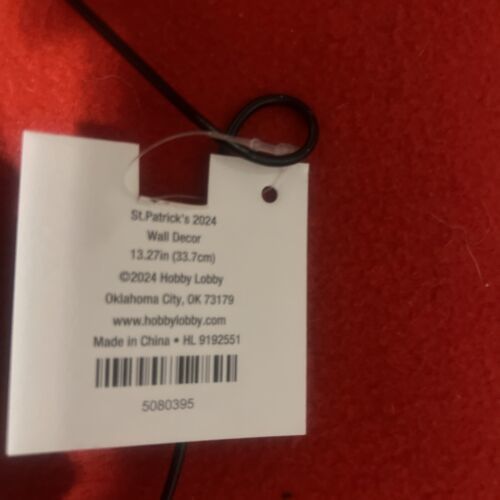 St.Patrick's 2024
Wall Decor
13.27in (33.7cm)
©2024 Hobby Lobby
Oklahoma City, OK 73179
www.hobbylobby.com
Made in China • HL 9192551
5080395